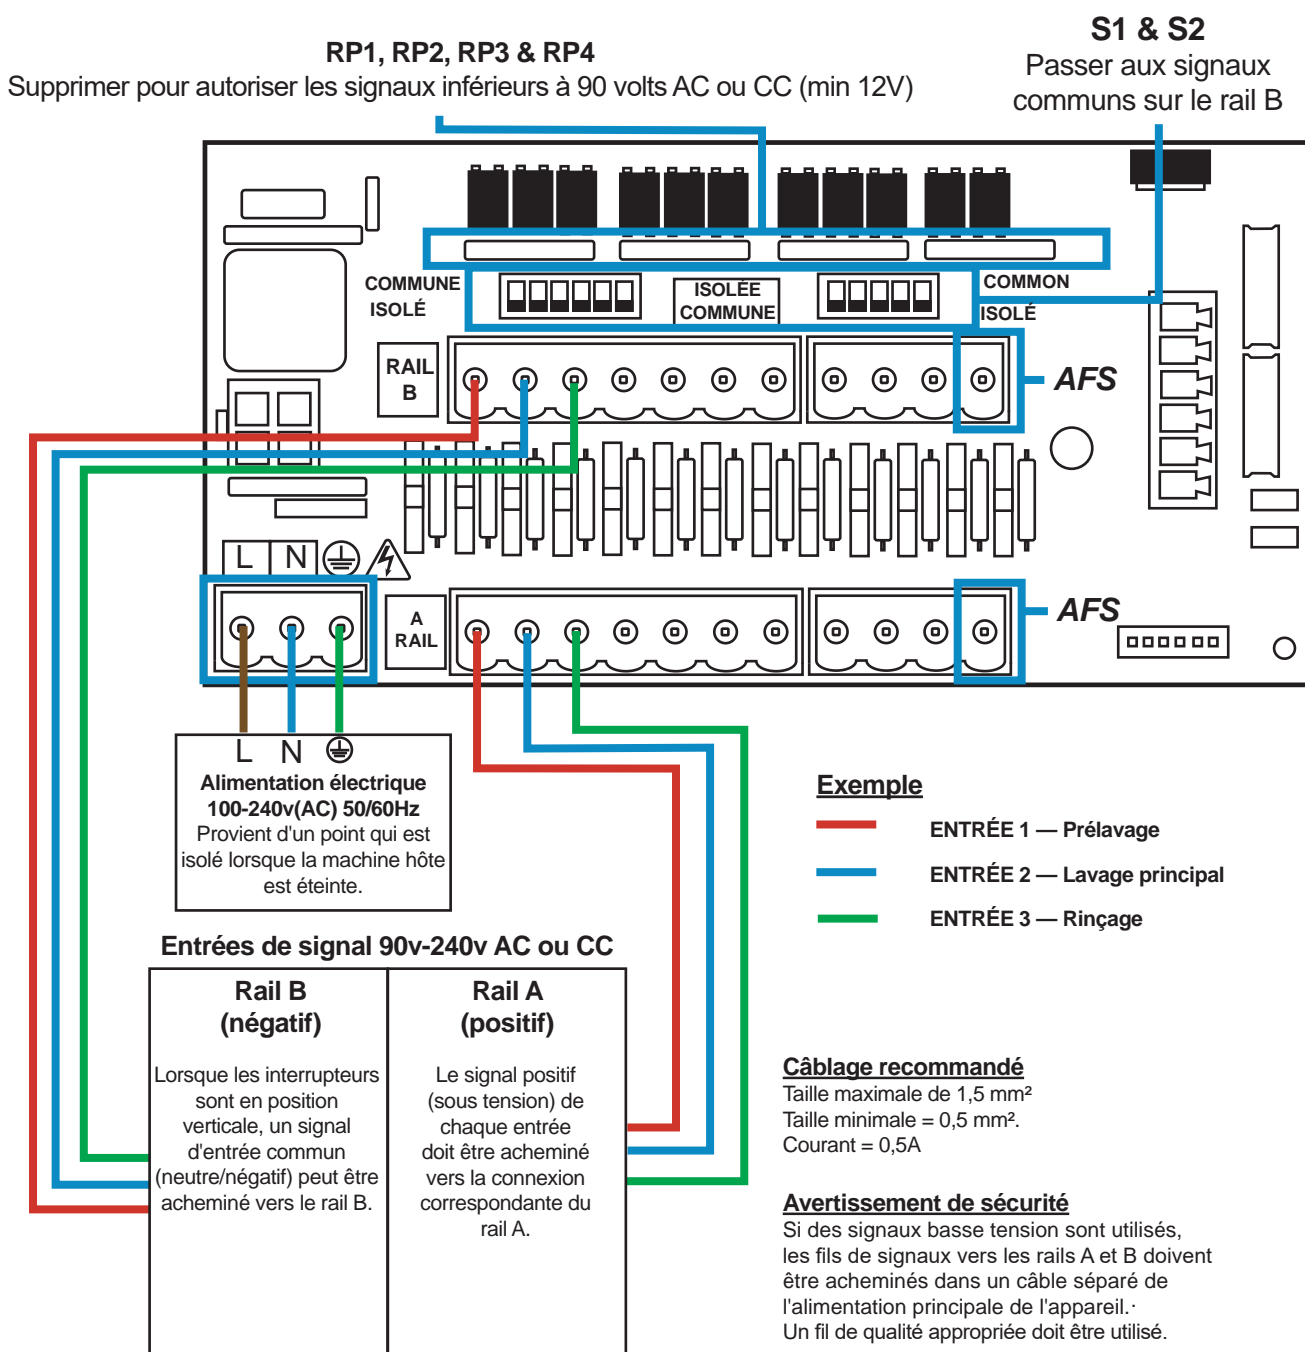 RP1, RP2, RP3 & RP4
Supprimer pour autoriser les signaux inférieurs à 90 volts AC ou CC (min 12V)
S1 & S2
Passer aux signaux
communs sur le rail B
COMMUNE
ISOLÉ
ISOLÉE
COMMUNE
COMMON
ISOLÉ
RAIL
B
AFS
L N
A
RAIL
AFS
L N
Alimentation électrique
100-240v(AC) 50/60Hz
Provient d'un point qui est
isolé lorsque la machine hôte
est éteinte.
Exemple
ENTRÉE 1 — Prélavage
ENTRÉE 2 — Lavage principal
ENTRÉE 3 — Rinçage
Entrées de signal 90v-240v AC ou CC
Rail B
(négatif)
Lorsque les interrupteurs
sont en position
verticale, un signal
d'entrée commun
(neutre/négatif) peut être
acheminé vers le rail B.
Rail A
(positif)
Le signal positif
(sous tension) de
chaque entrée
doit être acheminé
vers la connexion
correspondante du
rail A.
Câblage recommandé
Taille maximale de 1,5 mm²
Taille minimale = 0,5 mm².
Courant = 0,5A
Avertissement de sécurité
Si des signaux basse tension sont utilisés,
les fils de signaux vers les rails A et B doivent
être acheminés dans un câble séparé de
l'alimentation principale de l'appareil.·
Un fil de qualité appropriée doit être utilisé.